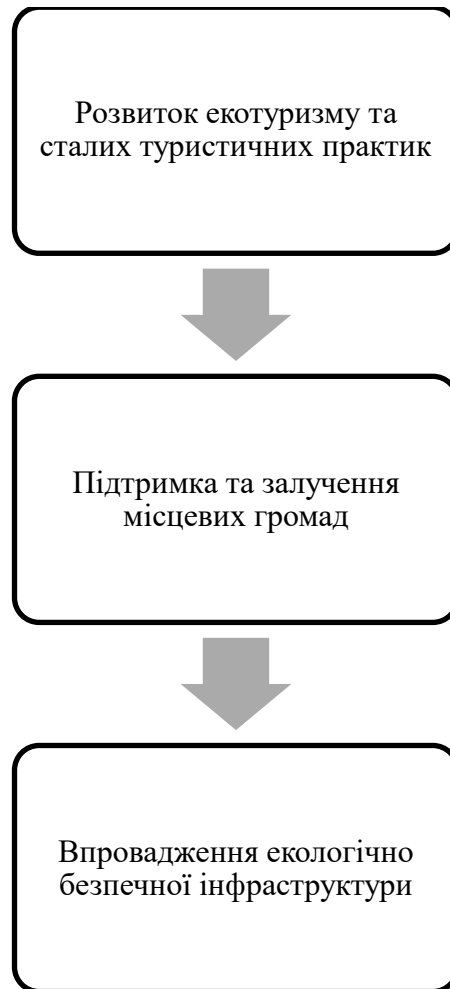 Розвиток екотуризму та
сталих туристичних практик
Підтримка та залучення
місцевих громад
Впровадження екологічно
безпечної інфраструктури